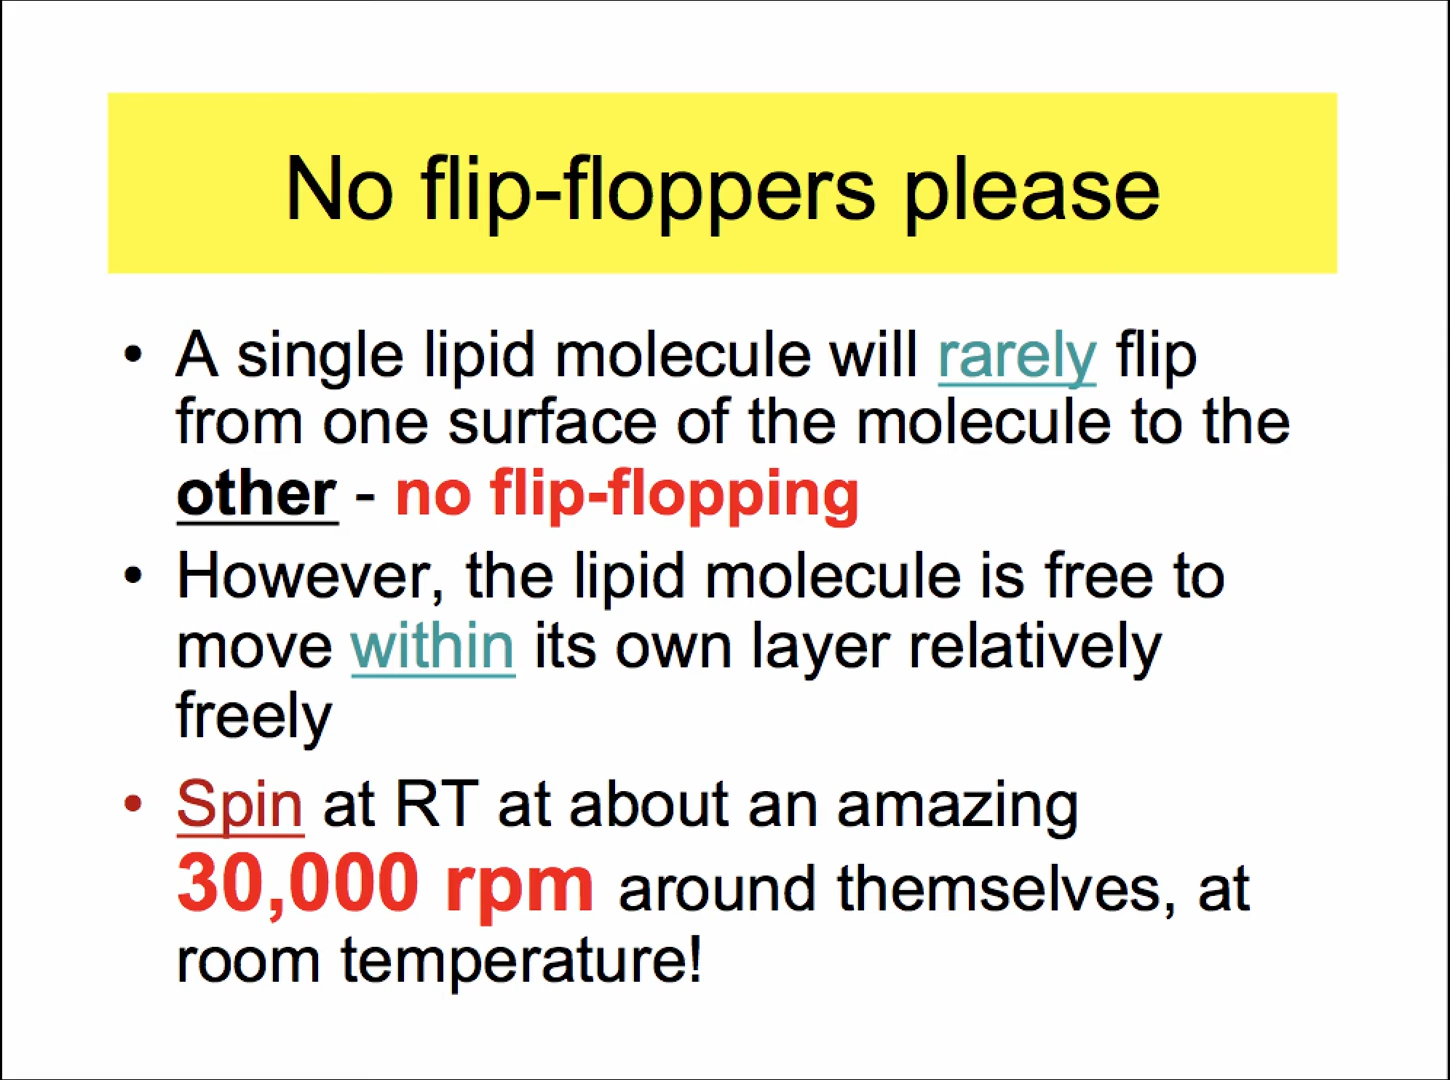 No flip-floppers please
• A single lipid molecule will rarely flip
from one surface of the molecule to the
other - no flip-flopping
• However, the lipid molecule is free to
move within its own layer relatively
freely
• Spin at RT at about an amazing
30,000 rpm around themselves, at
room temperature!